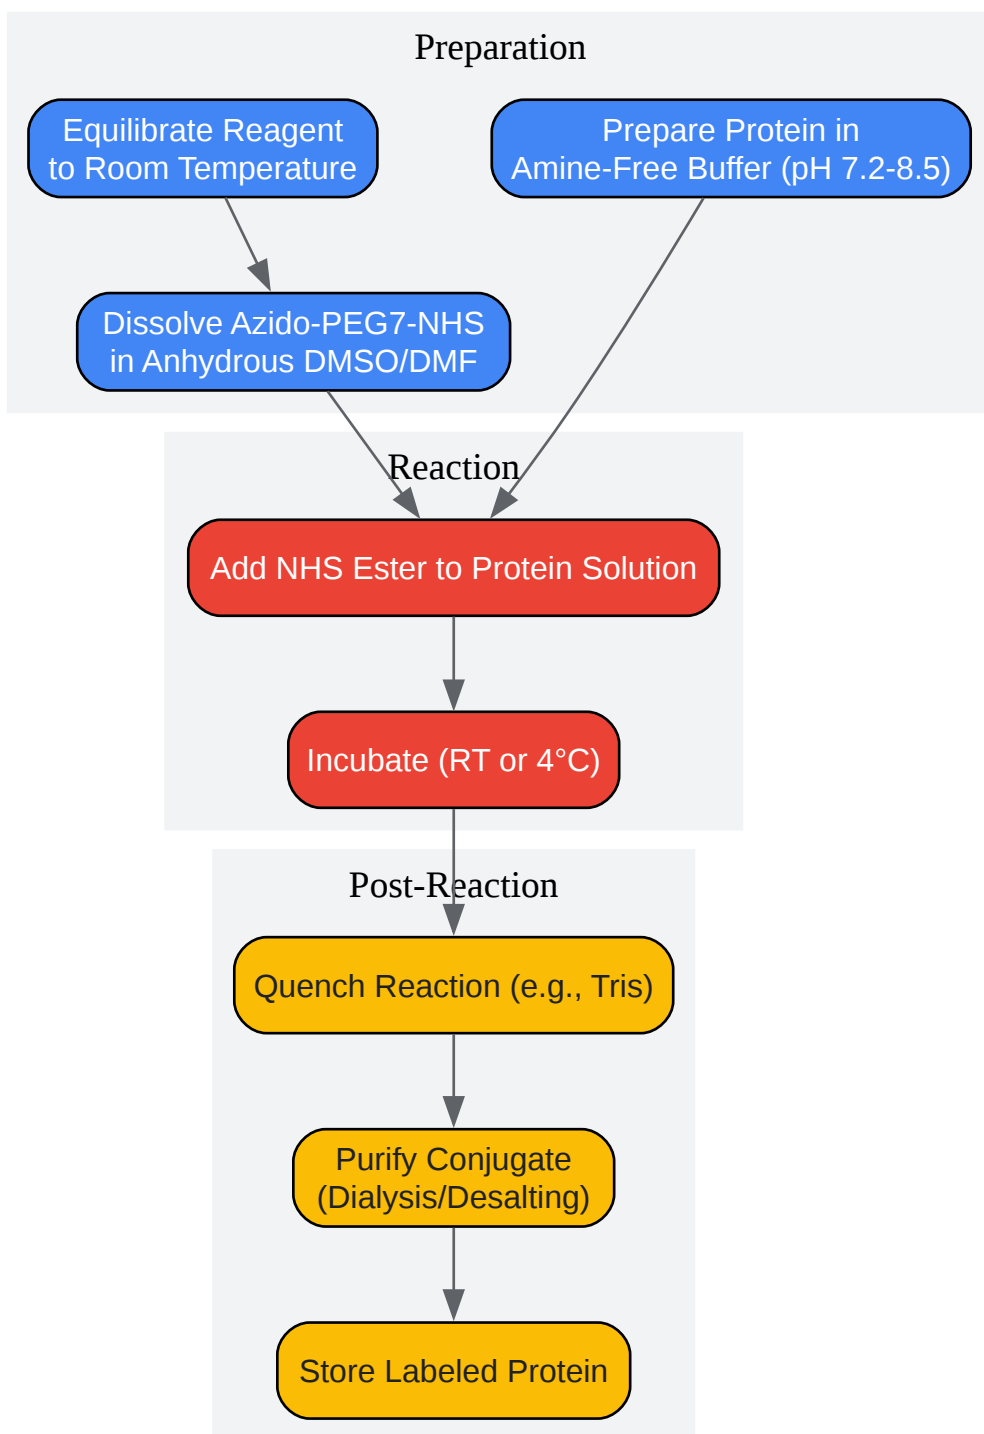 Preparation
Equilibrate Reagent
to Room Temperature
Prepare Protein in
Amine-Free Buffer (pH 7.2-8.5)
Dissolve Azido-PEG7-NHS
in Anhydrous DMSO/DMF
Reaction
Add NHS Ester to Protein Solution
Incubate (RT or 4°C)
Post-Reaction
Quench Reaction (e.g., Tris)
Purify Conjugate
(Dialysis/Desalting)
Store Labeled Protein